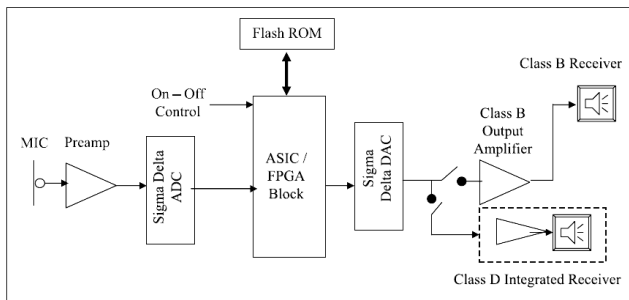 Flash ROM
Class B Receiver
On – Off
Control
Class B
Output
Amplifier
MIC
Preamp
Sigma Delta
ADC
ASIC /
FPGA
Block
Sigma
Delta DAC
Class D Integrated Receiver